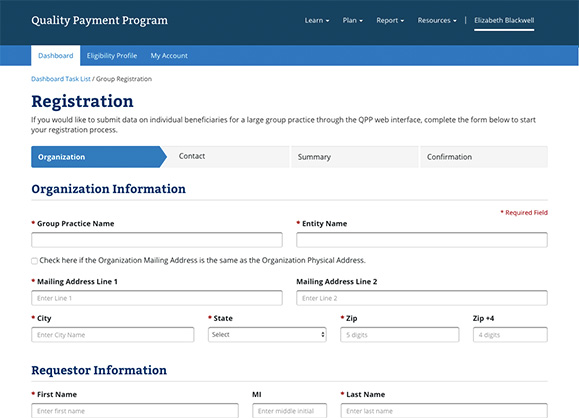 Quality Payment Program
Learn Plan Report Resources | Elizabeth Blackwell
Dashboard Eligibility Profile My Account
Dashboard Task List / Group Registration
Registration
If you would like to submit data on individual beneficiaries for a large group practice through the QPP web interface, complete the form below to start
your registration process.
Organization Contact Summary Confirmation
Organization Information
* Required Field
* Group Practice Name * Entity Name
Check here if the Organization Mailing Address is the same as the Organization Physical Address.
* Mailing Address Line 1 Mailing Address Line 2
Enter Line 1 Enter Line 2
* City * State * Zip Zip +4
Enter City Name Select 5 digits 4 digits
Requestor Information
* First Name MI * Last Name
Enter first name Enter middle initial Enter last name